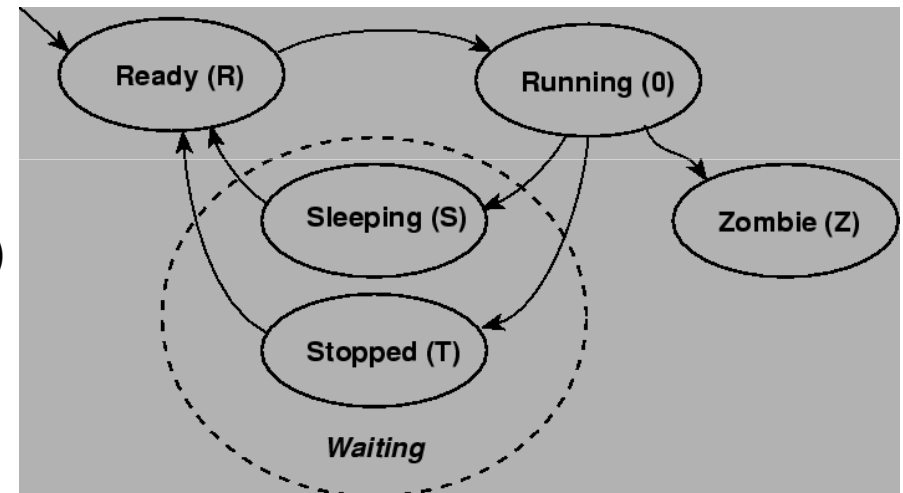 Ready (R)
Running (0)
Sleeping (S)
Zombie (Z)
)
Stopped (T)
Waiting